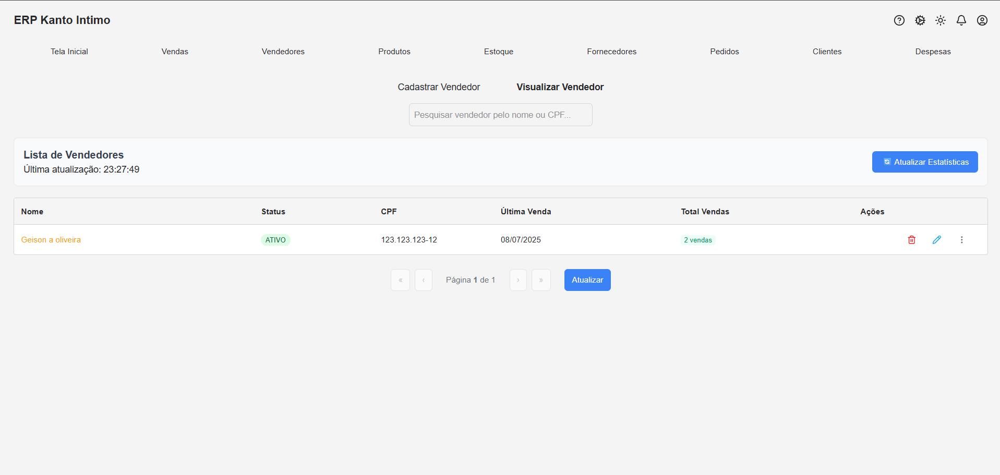 ERP Kanto Intimo
Tela Inicial Vendas Vendedores Produtos Estoque Fornecedores Pedidos Clientes Despesas
Cadastrar Vendedor Visualizar Vendedor
Pesquisar vendedor pelo nome ou CPF...
Lista de Vendedores
Última atualização: 23:27:49
Atualizar Estatísticas
Nome Status CPF Última Venda Total Vendas Ações
Geison a oliveira ATIVO 123.123.123-12 08/07/2025 2 vendas
« ‹ Página 1 de 1 › » Atualizar